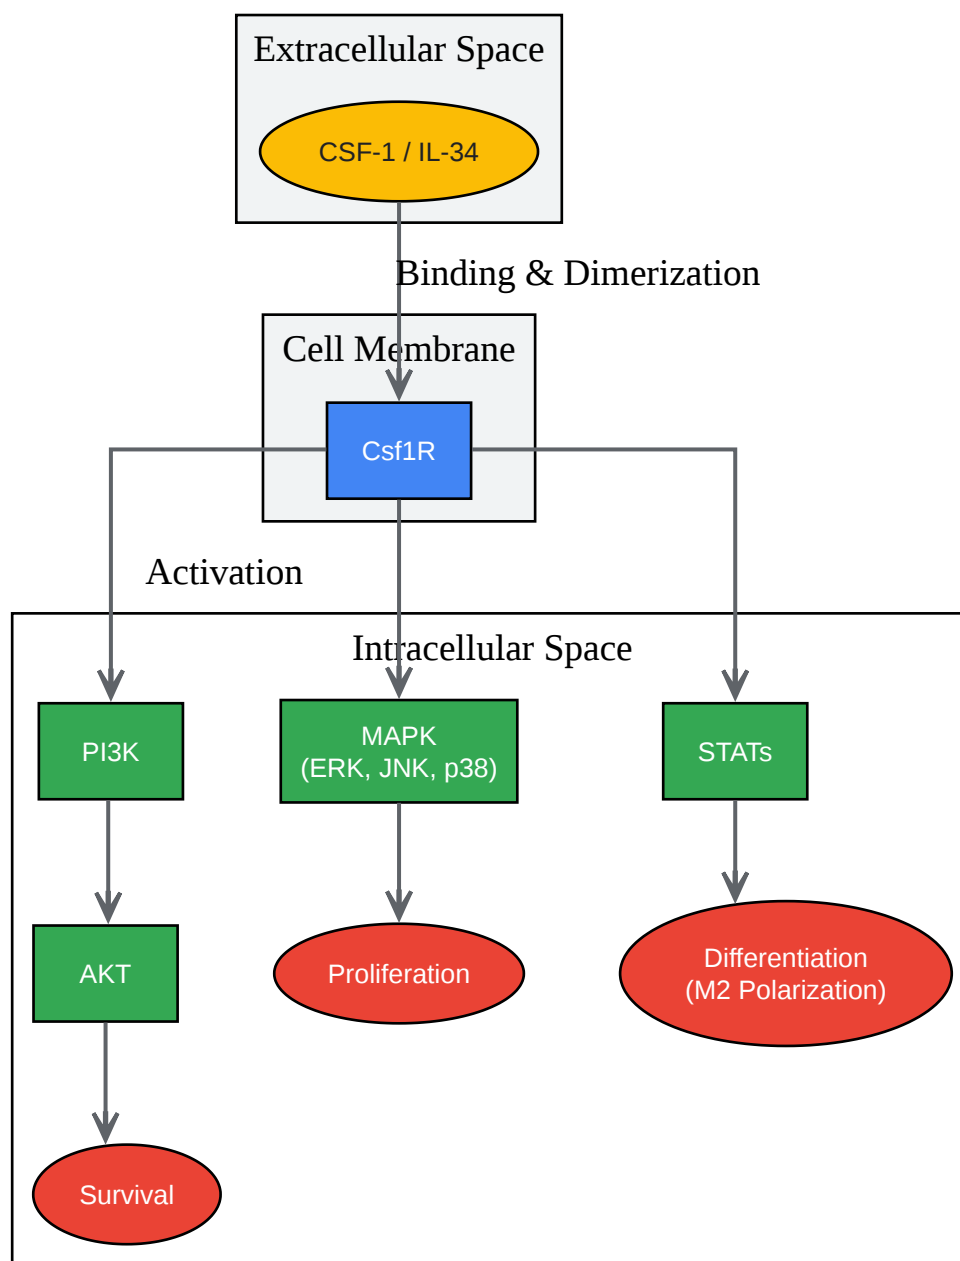 Extracellular Space
CSF-1 / IL-34
Binding & Dimerization
Cell Membrane
Csf1R
Activation
Intracellular Space
PI3K
MAPK
(ERK, JNK, p38)
STATs
AKT
Proliferation
Differentiation
(M2 Polarization)
Survival